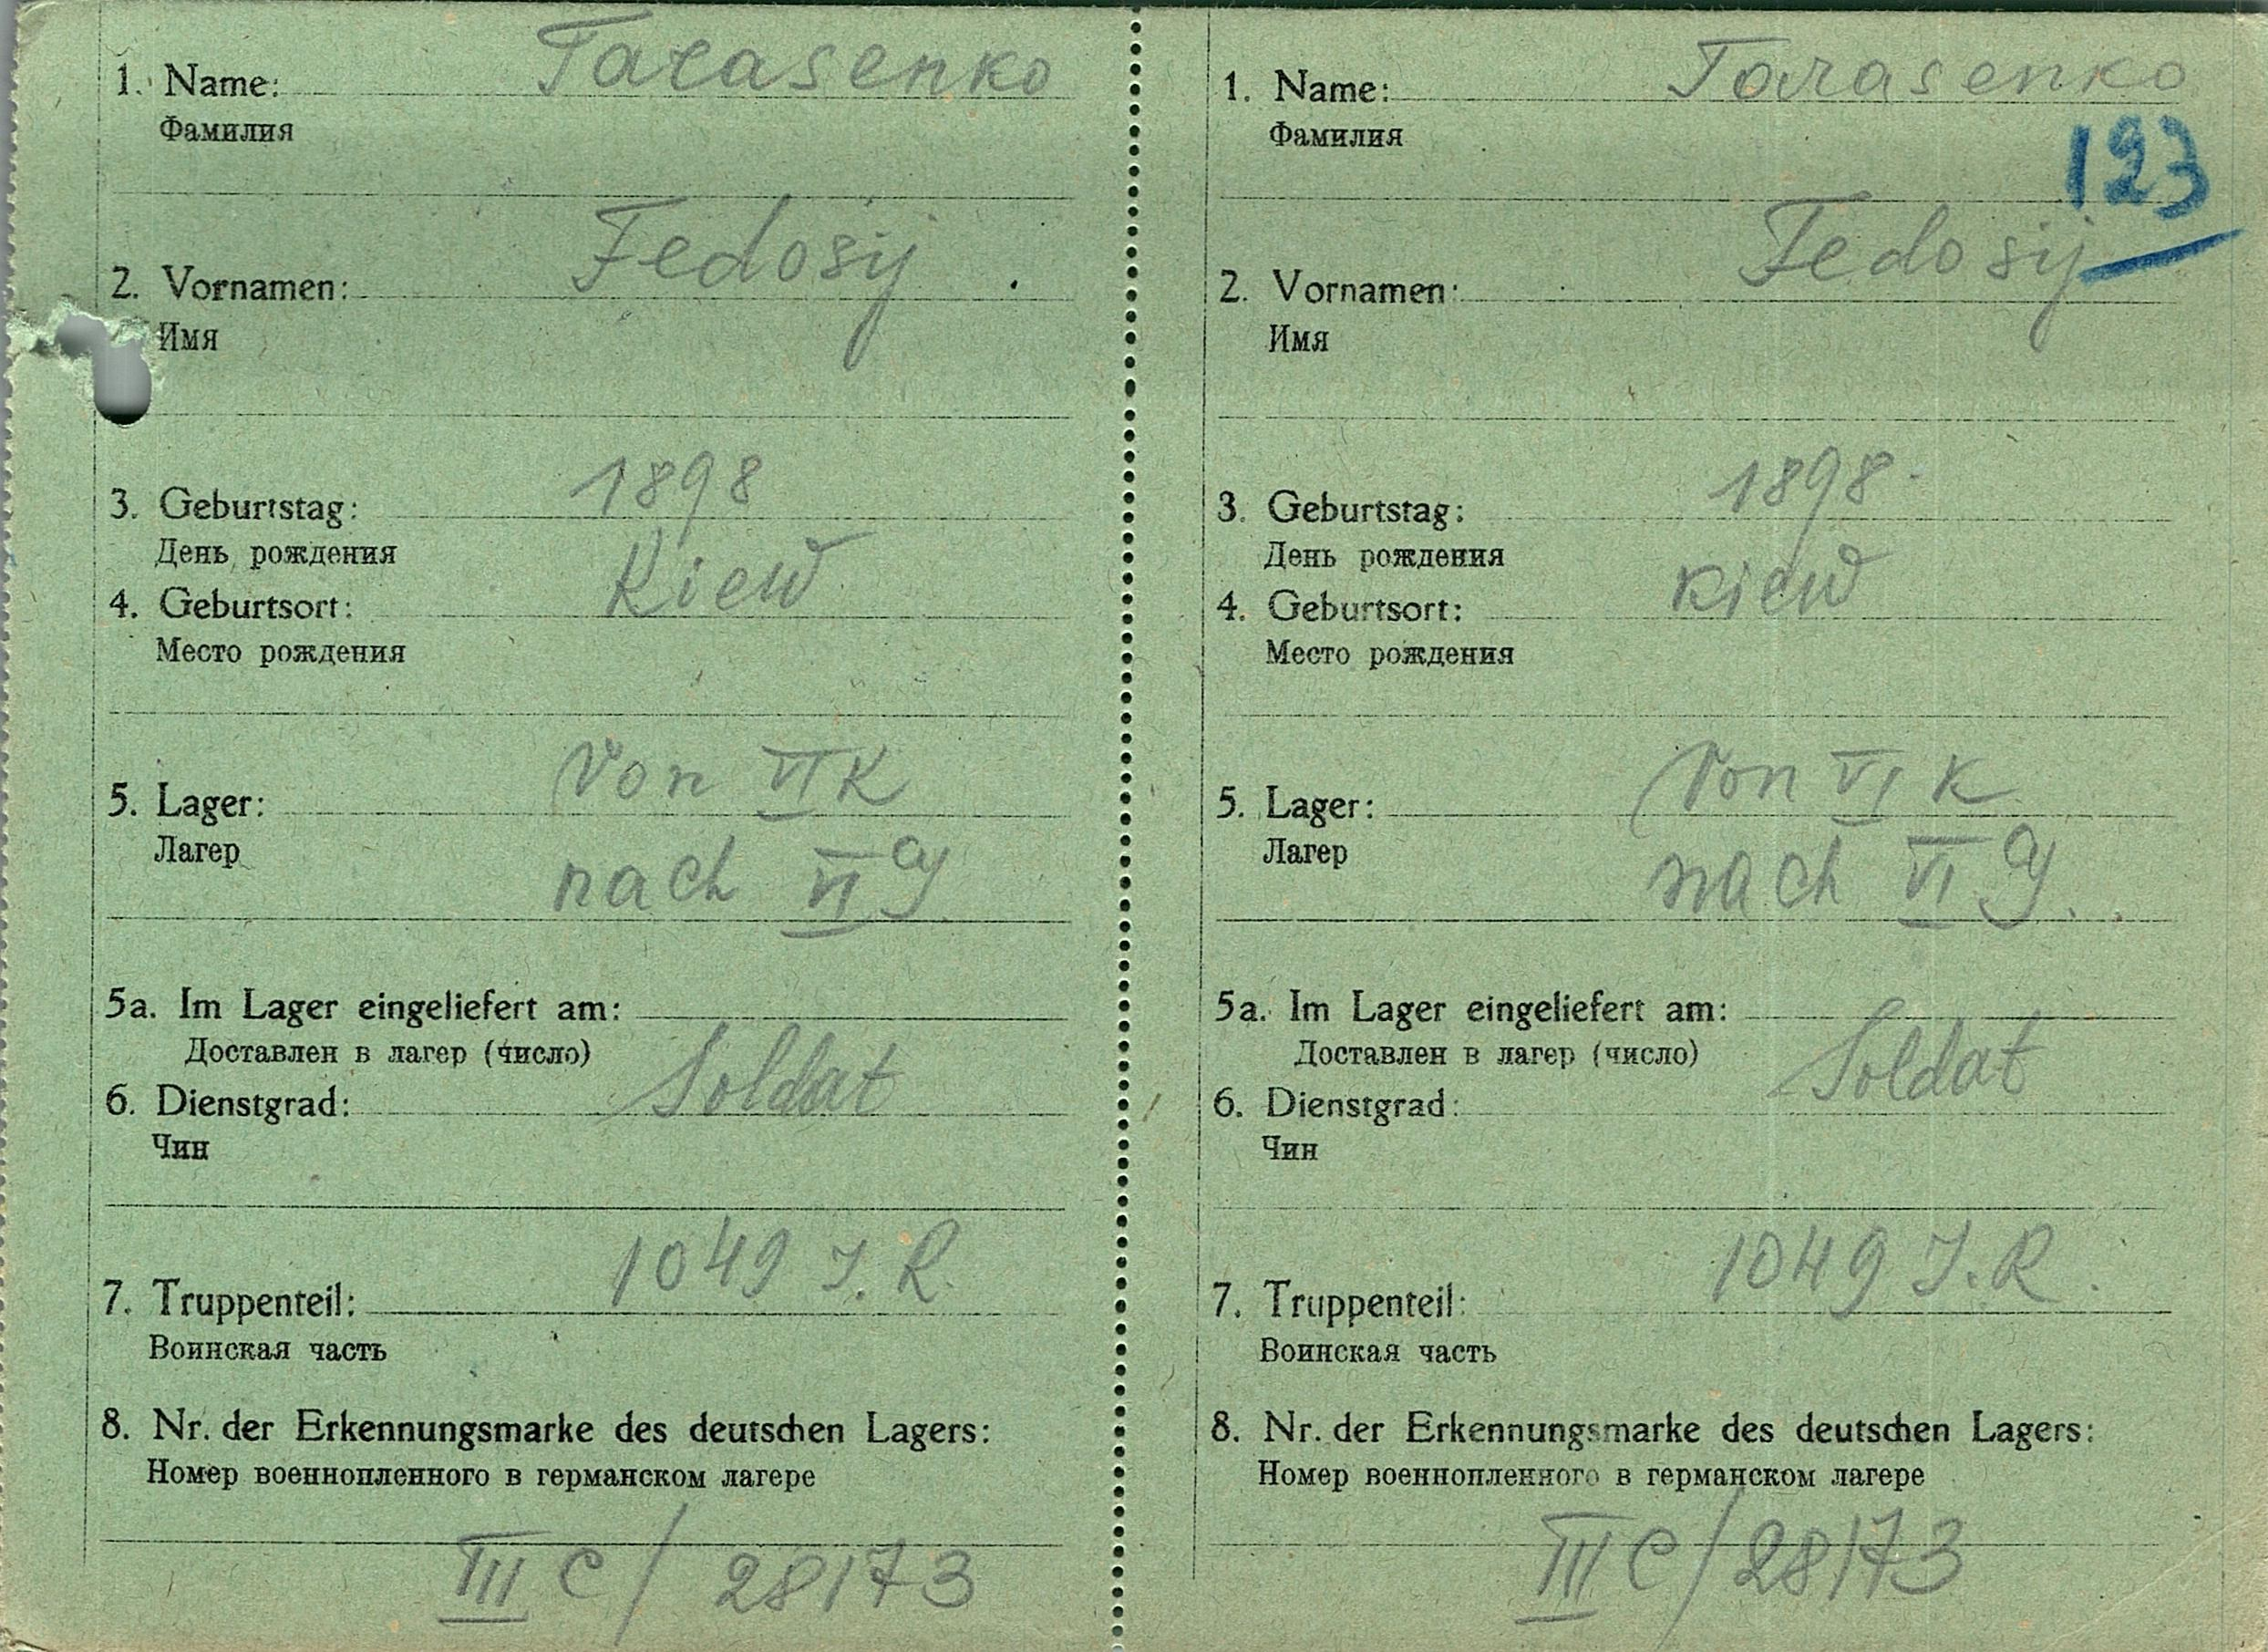 1. Name: Tarasenko
Фамилия
2. Vornamen: Fedosij
Имя
3. Geburtstag: 1898
День рождения
4. Geburtsort: Kiew
Место рождения
5. Lager: Von VI K
Лагер
nach VI G
5a. Im Lager eingeliefert am:
Доставлен в лагер (число)
6. Dienstgrad: Soldat
Чин
7. Truppenteil: 1049 J.R.
Воинская часть
8. Nr. der Erkennungsmarke des deutschen Lagers:
Номер военнопленного в германском лагере
III C / 28173
1. Name: Tarasenko
Фамилия
123
2. Vornamen: Fedosij
Имя
3. Geburtstag: 1898.
День рождения
4. Geburtsort: Kiew
Место рождения
5. Lager: Von VI K
Лагер
nach VI G.
5a. Im Lager eingeliefert am:
Доставлен в лагер (число)
6. Dienstgrad: Soldat
Чин
7. Truppenteil: 1049 J.R.
Воинская часть
8. Nr. der Erkennungsmarke des deutschen Lagers:
Номер военнопленного в германском лагере
III C / 28173